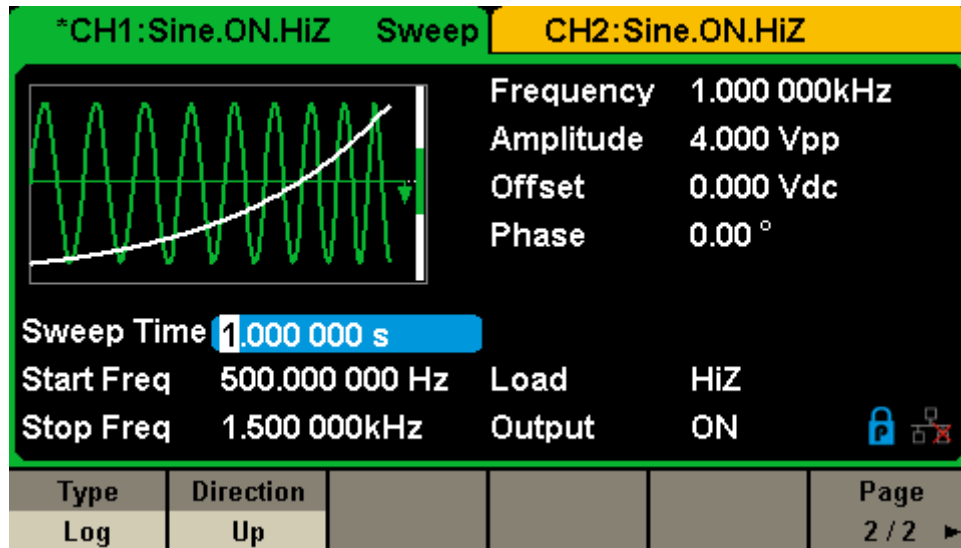 *CH1:Sine.ON.HiZ Sweep CH2:Sine.ON.HiZ
Frequency 1.000 000kHz
Amplitude 4.000 Vpp
Offset 0.000 Vdc
Phase 0.00 °
Sweep Time 1.000 000 s
Start Freq 500.000 000 Hz Load HiZ
Stop Freq 1.500 000kHz Output ON P
Type Direction Page
Log Up 2 / 2 ►